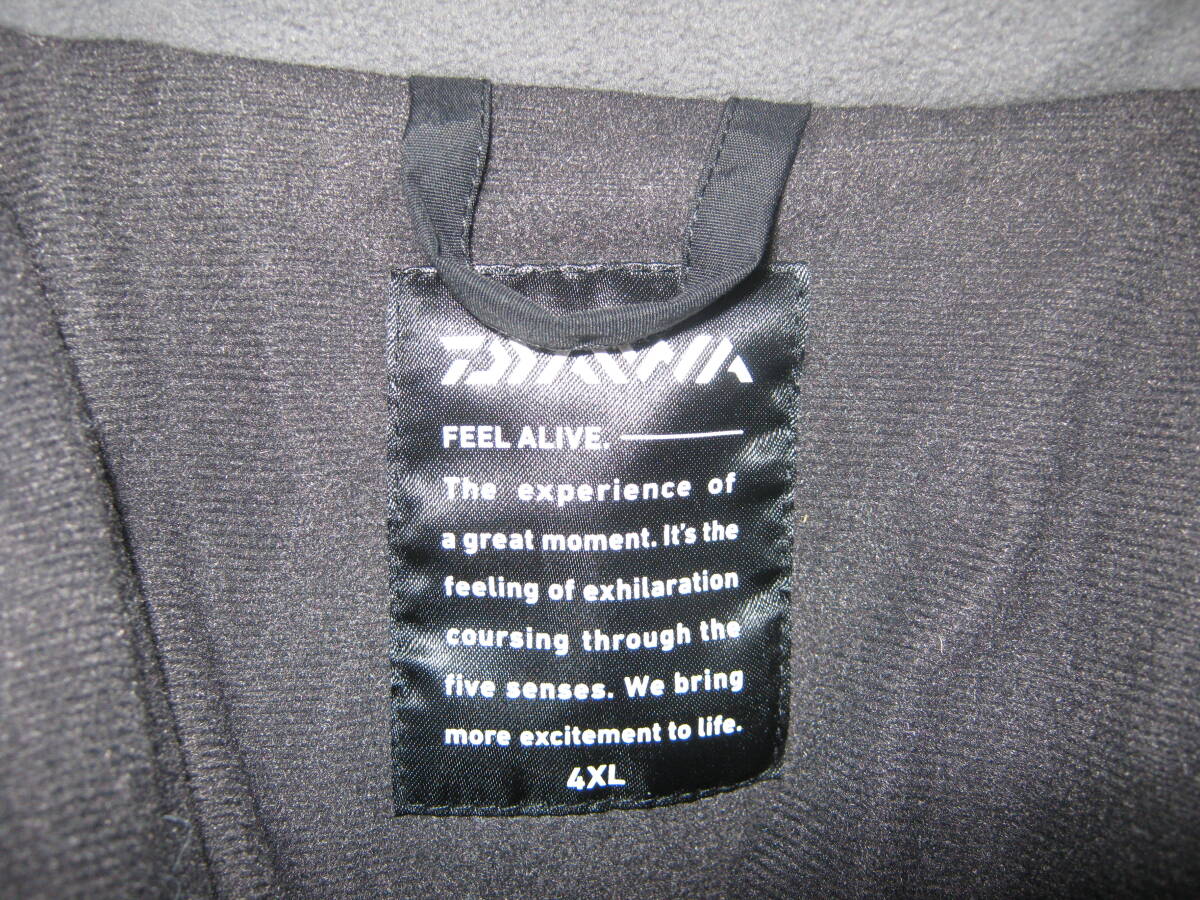 DAIWA
FEEL ALIVE.
The experience of
a great moment. It's the
feeling of exhilaration
coursing through the
five senses. We bring
more excitement to life.
4XL